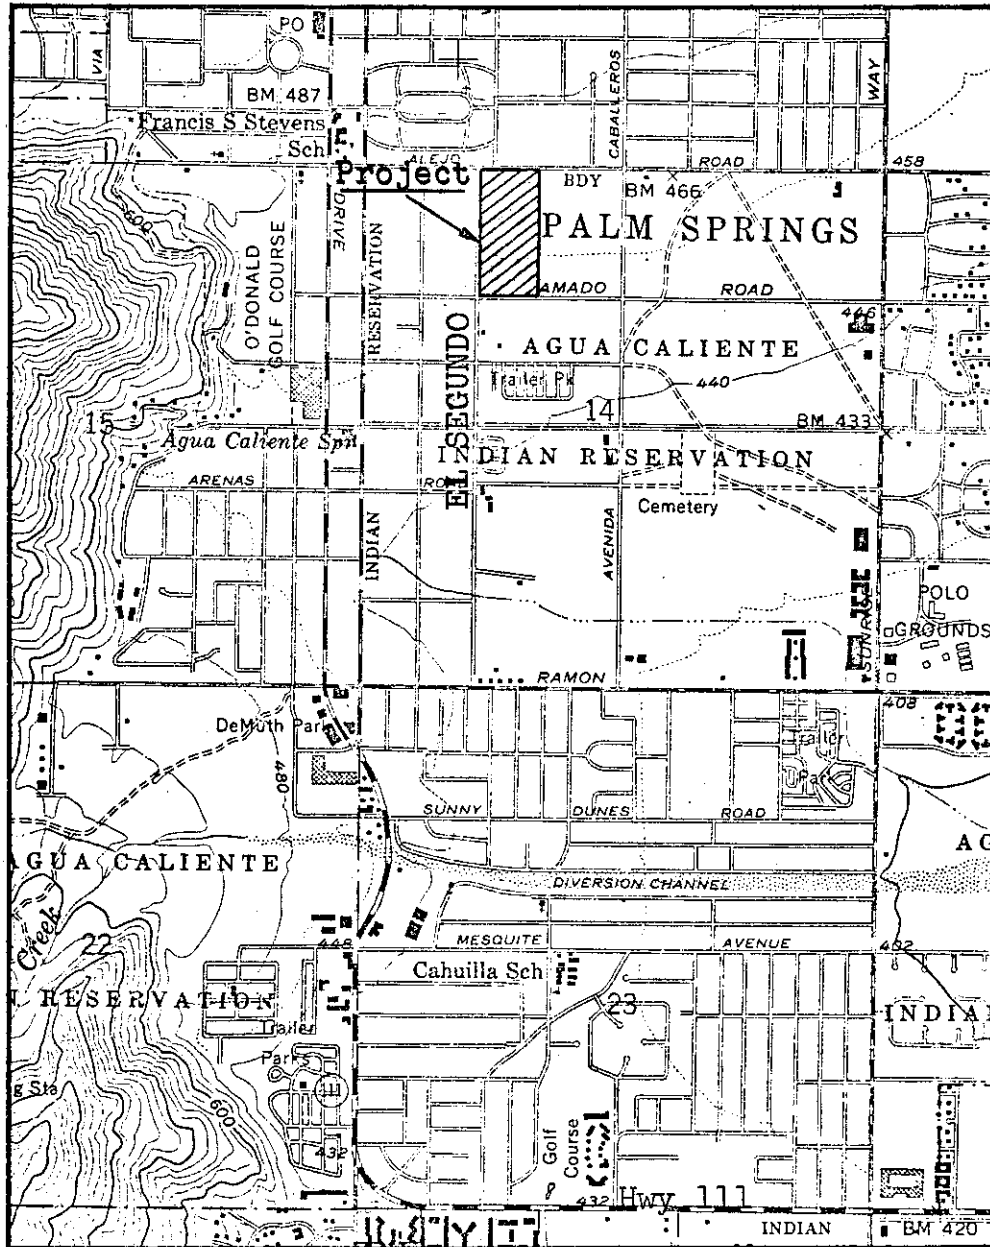 PO
VIA
CABALLEROS
WAY
BM 487
Francis S Stevens
Sch
ALEJO
ROAD
458
Project
BDY
BM 466
DRIVE
PALM SPRINGS
O'DONALD
GOLF COURSE
RESERVATION
600
AMADO
ROAD
446
EL SEGUNDO
AGUA CALIENTE
Trailer Pk
440
15
14
BM 433
Agua Caliente Spr
INDIAN RESERVATION
ARENAS
Cemetery
INDIAN
AVENIDA
SUNRISE
POLO
GROUNDS
RAMON
408
DeMuth Park
Trailer
Park
480
SUNNY
DUNES
ROAD
AGUA CALIENTE
AG
DIVERSION CHANNEL
Creek
22
448
MESQUITE
AVENUE
402
Cahuilla Sch
N RESERVATION
23
INDIA
Trailer
Parks
g Sta
111
600
432
Golf
Course
432
Hwy 111
INDIAN
BM 420